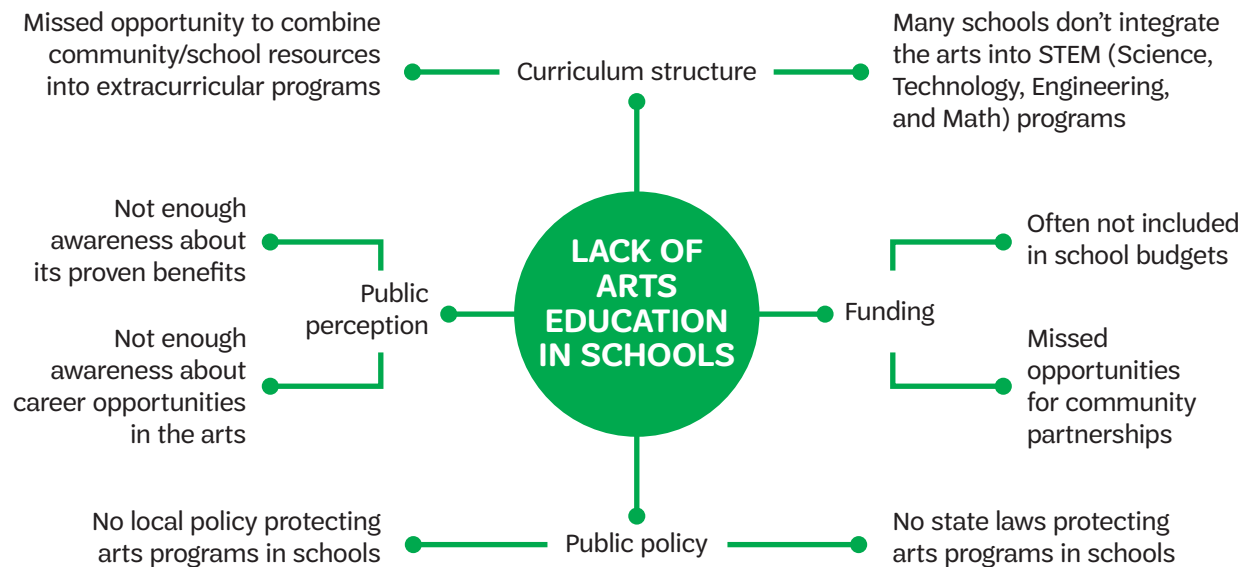 Missed opportunity to combine
community/school resources
into extracurricular programs
Curriculum structure
Many schools don’t integrate
the arts into STEM (Science,
Technology, Engineering,
and Math) programs
Not enough
awareness about
its proven benefits
Public
perception
Not enough
awareness about
career opportunities
in the arts
LACK OF
ARTS
EDUCATION
IN SCHOOLS
Funding
Often not included
in school budgets
Missed
opportunities
for community
partnerships
No local policy protecting
arts programs in schools
Public policy
No state laws protecting
arts programs in schools